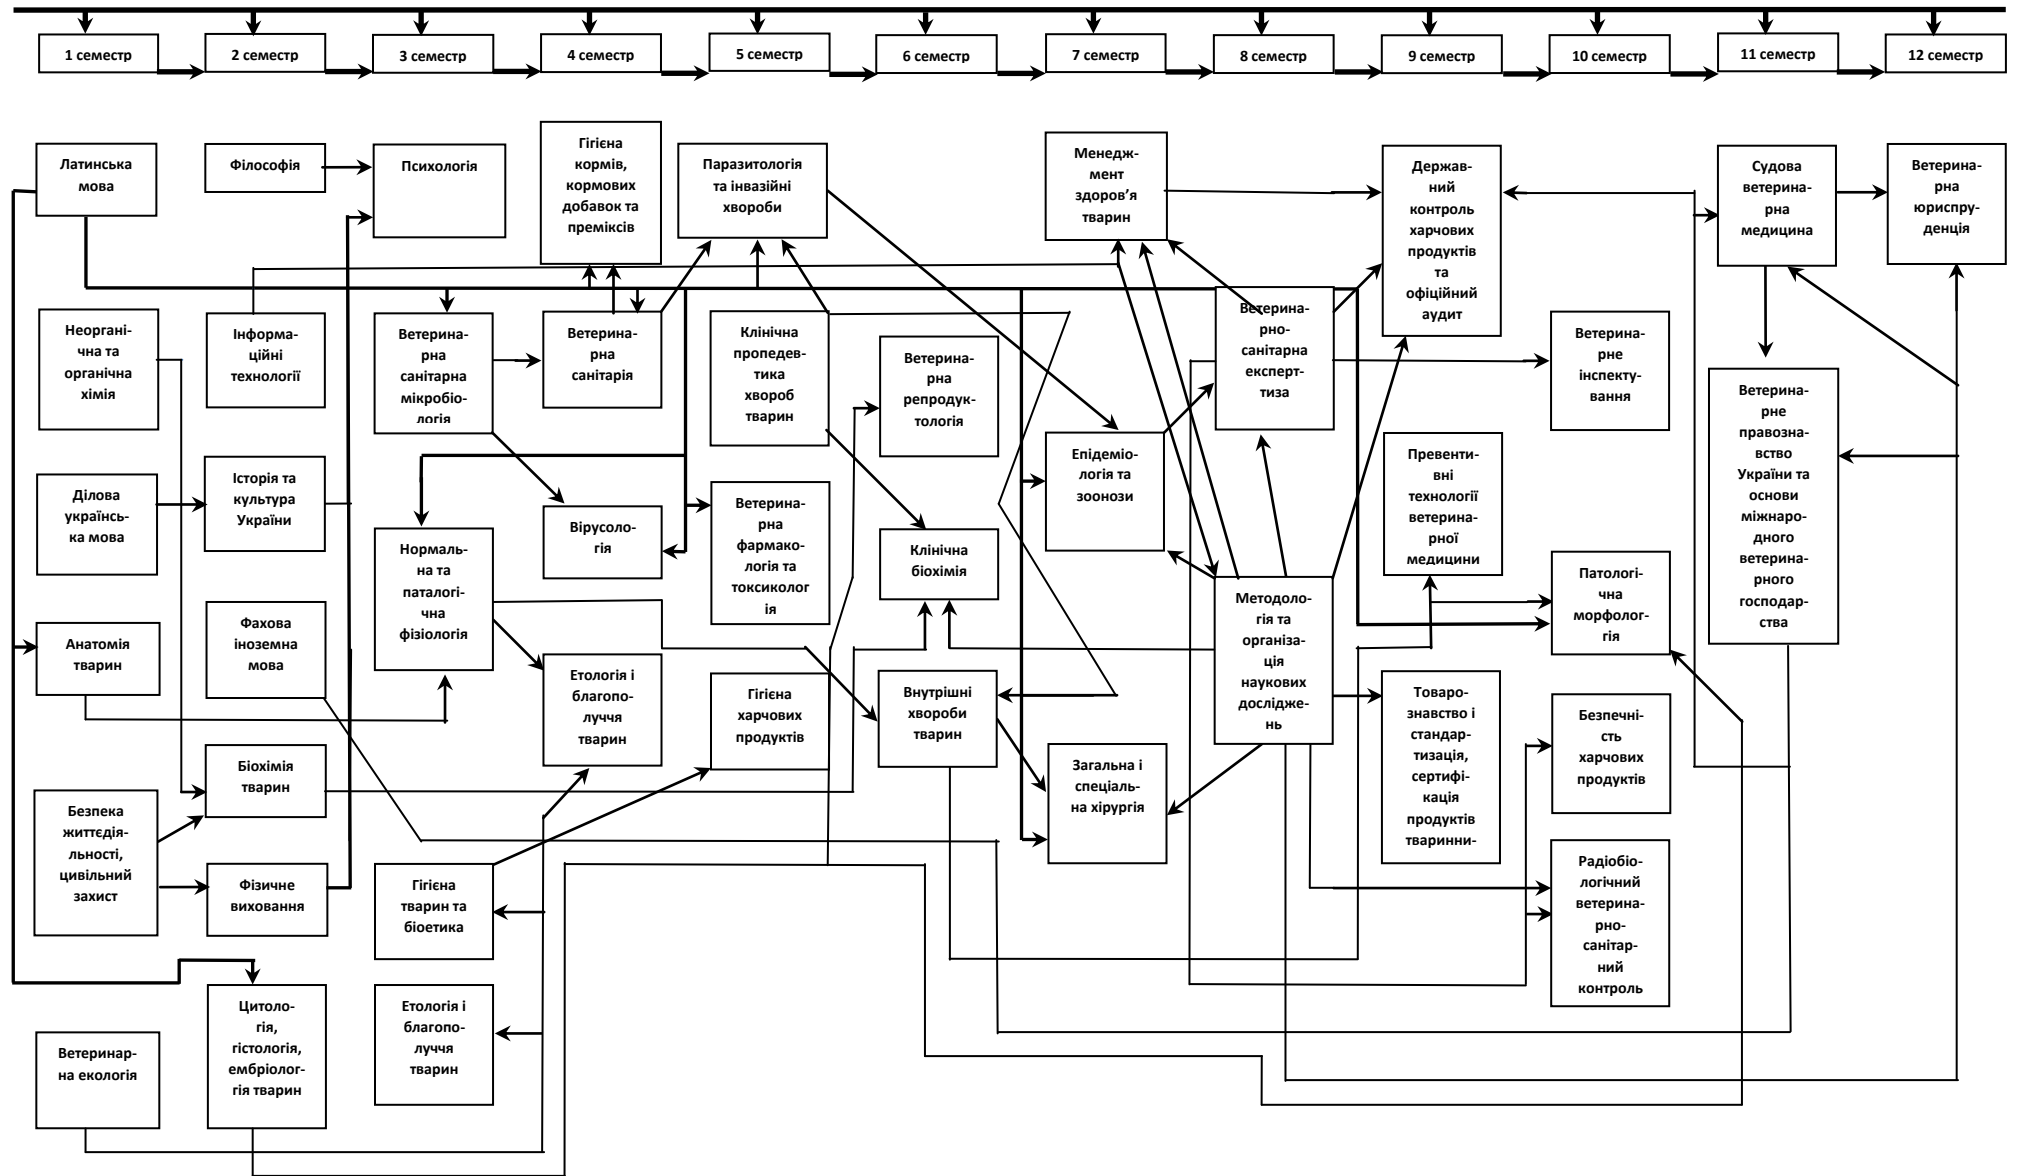 1 семестр
2 семестр
3 семестр
4 семестр
5 семестр
6 семестр
7 семестр
8 семестр
9 семестр
10 семестр
11 семестр
12 семестр
Латинська
мова
Неоргані-
чна та
органічна
хімія
Ділова
українсь-
ка мова
Анатомія
тварин
Безпека
життєдія-
льності,
цивільний
захист
Ветеринар-
на екологія
Філософія
Інформа-
ційні
технології
Історія та
культура
України
Фахова
іноземна
мова
Біохімія
тварин
Фізичне
виховання
Цитоло-
гія,
гістологія,
ембріолог-
гія тварин
Психологія
Ветерина-
рна
санітарна
мікробіо-
логія
Нормаль-
на та
паталогі-
чна
фізіологія
Гігієна
тварин та
біоетика
Етологія і
благопо-
луччя
тварин
Гігієна
кормів,
кормових
добавок та
преміксів
Ветерина-
рна
санітарія
Вірусоло-
гія
Етологія і
благопо-
луччя
тварин
Паразитологія
та інвазійні
хвороби
Клінічна
пропедев-
тика
хвороб
тварин
Ветерина-
рна
фармако-
логія та
токсиколог
ія
Гігієна
харчових
продуктів
Ветерина-
рна
репродук-
тологія
Клінічна
біохімія
Внутрішні
хвороби
тварин
Менедж-
мент
здоров’я
тварин
Епідеміо-
логія та
зоонози
Загальна і
спеціаль-
на хірургія
Ветерина-
рно-
санітарна
експерт-
тиза
Методоло-
гія та
організа-
ція
наукових
дослідже-
нь
Держав-
ний
контроль
харчових
продуктів
та
офіційний
аудит
Превенти-
вні
технології
ветерина-
рної
медицини
Товаро-
знавство і
стандар-
тизація,
сертифі-
кація
продуктів
тваринни-
Ветерина-
рне
інспекту-
вання
Патологі-
чна
морфолог-
гія
Безпечні-
сть
харчових
продуктів
Радіобіо-
логічний
ветерина-
рно-
санітар-
ний
контроль
Судова
ветерина-
рна
медицина
Ветерина-
рне
правозна-
вство
України та
основи
міжнаро-
дного
ветерина-
рного
господар-
ства
Ветерина-
рна
юриспру-
денція